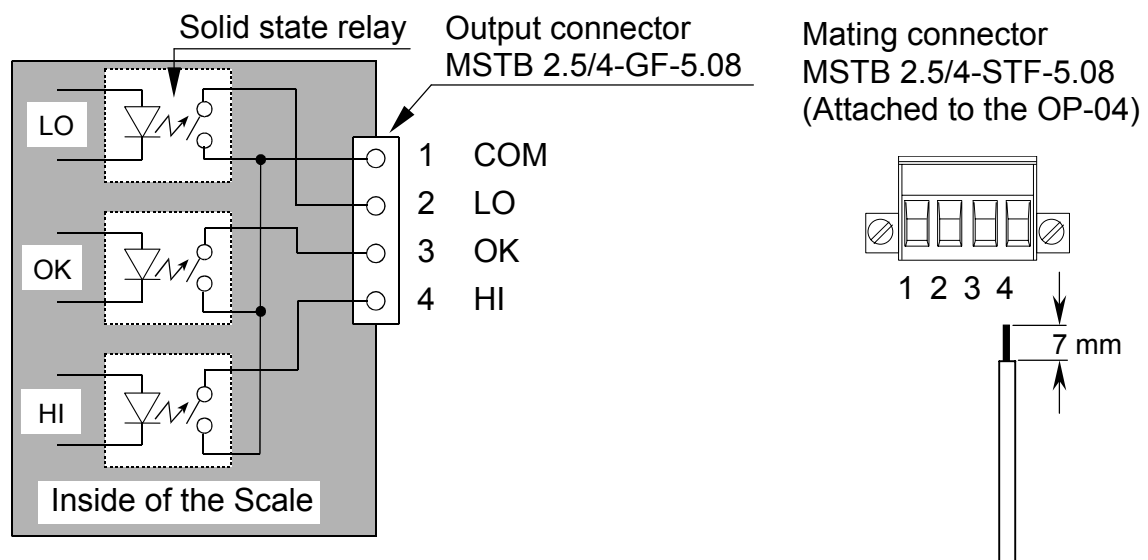 Solid state relay
Output connector
MSTB 2.5/4-GF-5.08
Mating connector
MSTB 2.5/4-STF-5.08
(Attached to the OP-04)
LO
OK
HI
Inside of the Scale
1 COM
2 LO
3 OK
4 HI
1 2 3 4
7 mm